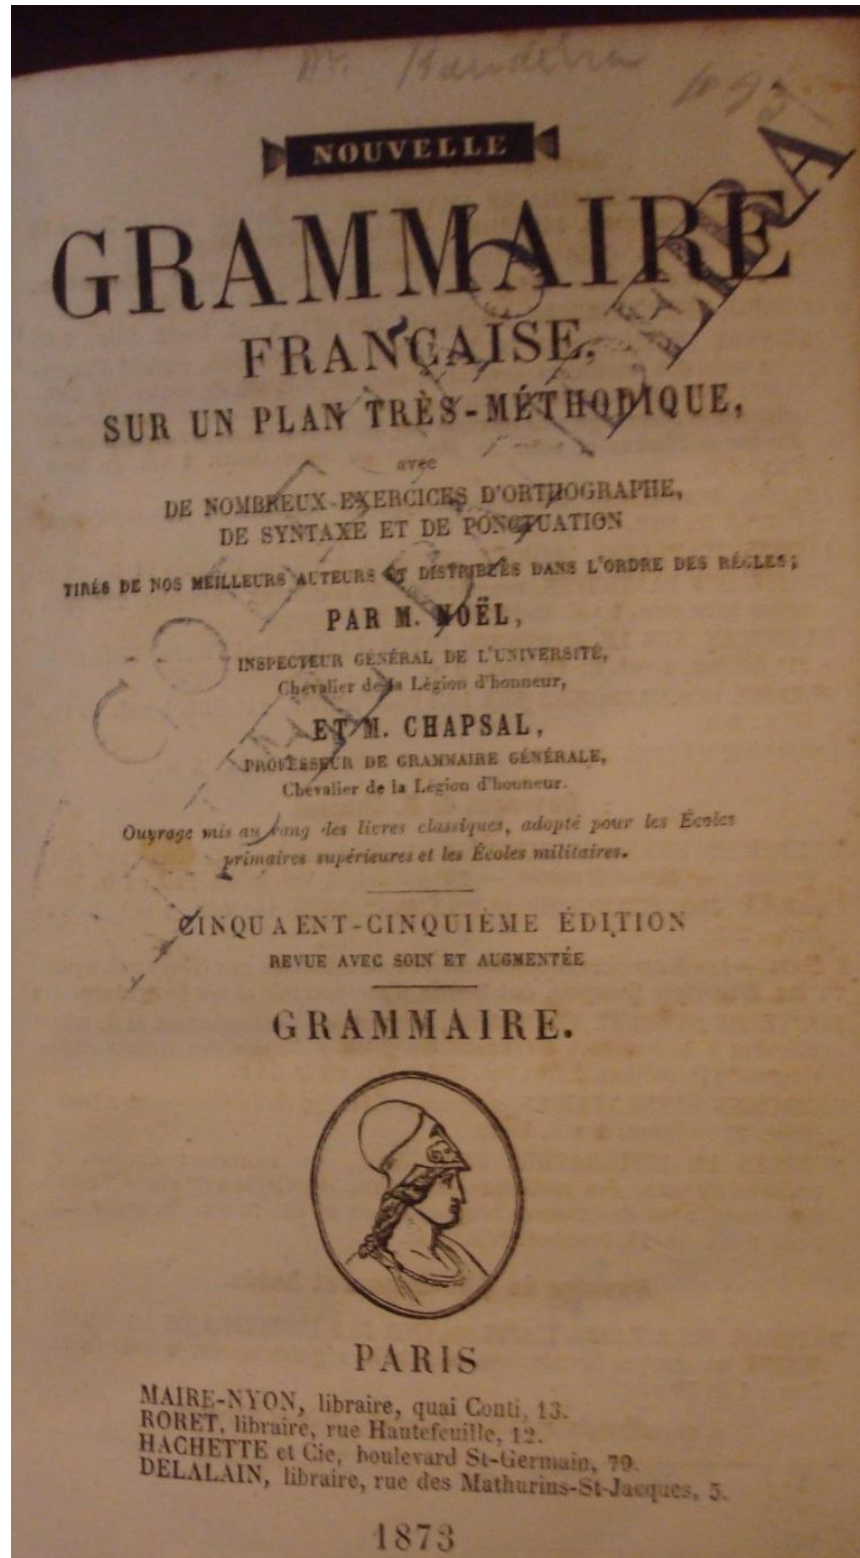 NOUVELLE
GRAMMAIRE
FRANÇAISE,
SUR UN PLAN TRÈS-MÉTHODIQUE,
avec
DE NOMBREUX EXERCICES D'ORTHOGRAPHE,
DE SYNTAXE ET DE PONCTUATION
TIRÉS DE NOS MEILLEURS AUTEURS ET DISTRIBUÉS DANS L'ORDRE DES RÈGLES;
PAR M. NOËL,
INSPECTEUR GÉNÉRAL DE L'UNIVERSITÉ,
Chevalier de la Légion d'honneur,
ET M. CHAPSAL,
PROFESSEUR DE GRAMMAIRE GÉNÉRALE,
Chevalier de la Légion d'honneur.
Ouvrage mis au rang des livres classiques, adopté pour les Écoles
primaires supérieures et les Écoles militaires.
CINQUAENT-CINQUIÈME ÉDITION
REVUE AVEC SOIN ET AUGMENTÉE
GRAMMAIRE.
PARIS
MAIRE-NYON, libraire, quai Conti, 13.
RORET, libraire, rue Hautefeuille, 12.
HACHETTE et Cie, boulevard St-Germain, 79.
DELALAIN, libraire, rue des Mathurins-St-Jacques, 5.
1873